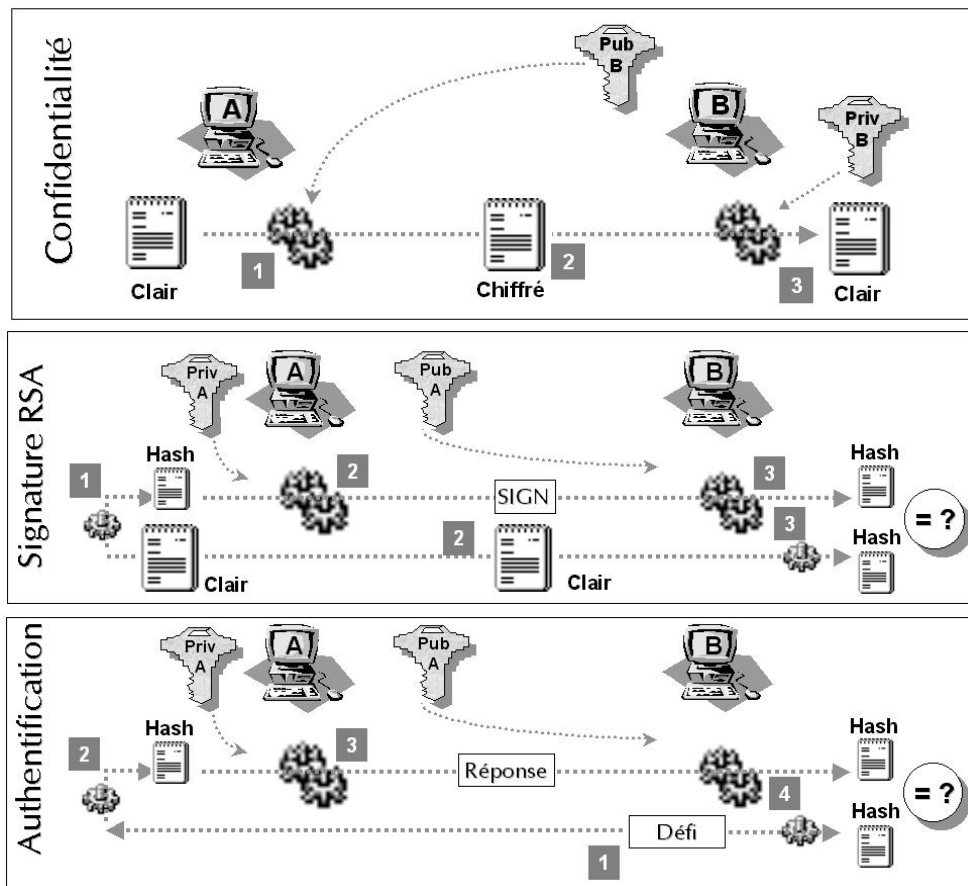 Confidentialité
Pub
B
A
B
Priv
B
1
2
3
Clair
Chiffré
Clair
Signature RSA
Priv
A
A
Pub
A
B
Hash
1
2
SIGN
3
Hash
3
= ?
2
Hash
Clair
Clair
Authentification
Priv
A
A
Pub
A
B
Hash
2
3
Réponse
4
Hash
= ?
Défi
1
Hash